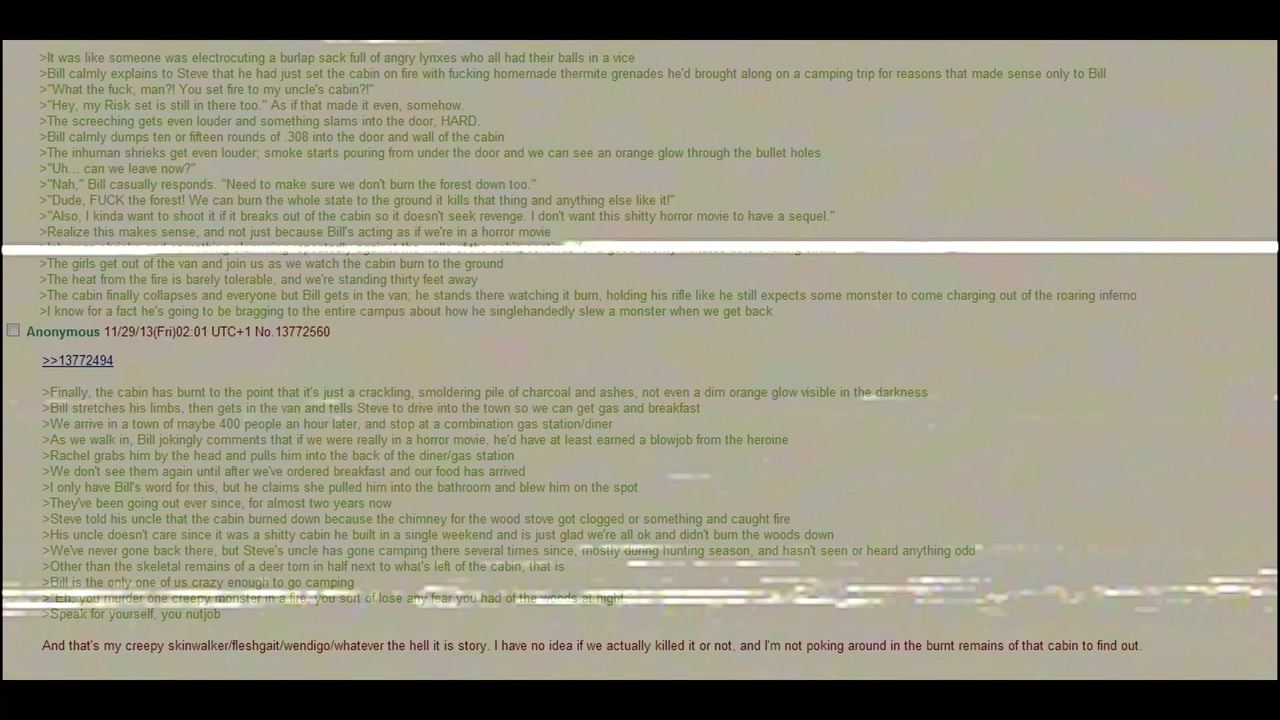 >It was like someone was electrocuting a burlap sack full of angry lynxes who all had their balls in a vice
>Bill calmly explains to Steve that he had just set the cabin on fire with fucking homemade thermite grenades he'd brought along on a camping trip for reasons that made sense only to Bill
>"What the fuck, man?! You set fire to my uncle's cabin?!"
>"Hey, my Risk set is still in there too." As if that made it even, somehow.
>The screeching gets even louder and something slams into the door, HARD.
>Bill calmly dumps ten or fifteen rounds of .308 into the door and wall of the cabin
>The inhuman shrieks get even louder; smoke starts pouring from under the door and we can see an orange glow through the bullet holes
>"Uh... can we leave now?"
>"Nah," Bill casually responds. "Need to make sure we don't burn the forest down too."
>"Dude, FUCK the forest! We can burn the whole state to the ground it kills that thing and anything else like it!"
>"Also, I kinda want to shoot it if it breaks out of the cabin so it doesn't seek revenge. I don't want this shitty horror movie to have a sequel."
>Realize this makes sense, and not just because Bill's acting as if we're in a horror movie
>Inhuman shrieks and something slamming repeatedly against the walls of the cabin
>The girls get out of the van and join us as we watch the cabin burn to the ground
>The heat from the fire is barely tolerable, and we're standing thirty feet away
>The cabin finally collapses and everyone but Bill gets in the van; he stands there watching it burn, holding his rifle like he still expects some monster to come charging out of the roaring inferno
>I know for a fact he's going to be bragging to the entire campus about how he singlehandedly slew a monster when we get back
Anonymous 11/29/13(Fri)02:01 UTC+1 No.13772560
>>13772494
>Finally, the cabin has burnt to the point that it's just a crackling, smoldering pile of charcoal and ashes, not even a dim orange glow visible in the darkness
>Bill stretches his limbs, then gets in the van and tells Steve to drive into the town so we can get gas and breakfast
>We arrive in a town of maybe 400 people an hour later, and stop at a combination gas station/diner
>As we walk in, Bill jokingly comments that if we were really in a horror movie, he'd have at least earned a blowjob from the heroine
>Rachel grabs him by the head and pulls him into the back of the diner/gas station
>We don't see them again until after we've ordered breakfast and our food has arrived
>I only have Bill's word for this, but he claims she pulled him into the bathroom and blew him on the spot
>They've been going out ever since, for almost two years now
>Steve told his uncle that the cabin burned down because the chimney for the wood stove got clogged or something and caught fire
>His uncle doesn't care since it was a shitty cabin he built in a single weekend and is just glad we're all ok and didn't burn the woods down
>We've never gone back there, but Steve's uncle has gone camping there several times since, mostly during hunting season, and hasn't seen or heard anything odd
>Other than the skeletal remains of a deer torn in half next to what's left of the cabin, that is
>Bill is the only one of us crazy enough to go camping
>"Eh, you murder one creepy monster in a fire, you sort of lose any fear you had of the woods at night."
>Speak for yourself, you nutjob
And that's my creepy skinwalker/fleshgait/wendigo/whatever the hell it is story. I have no idea if we actually killed it or not, and I'm not poking around in the burnt remains of that cabin to find out.